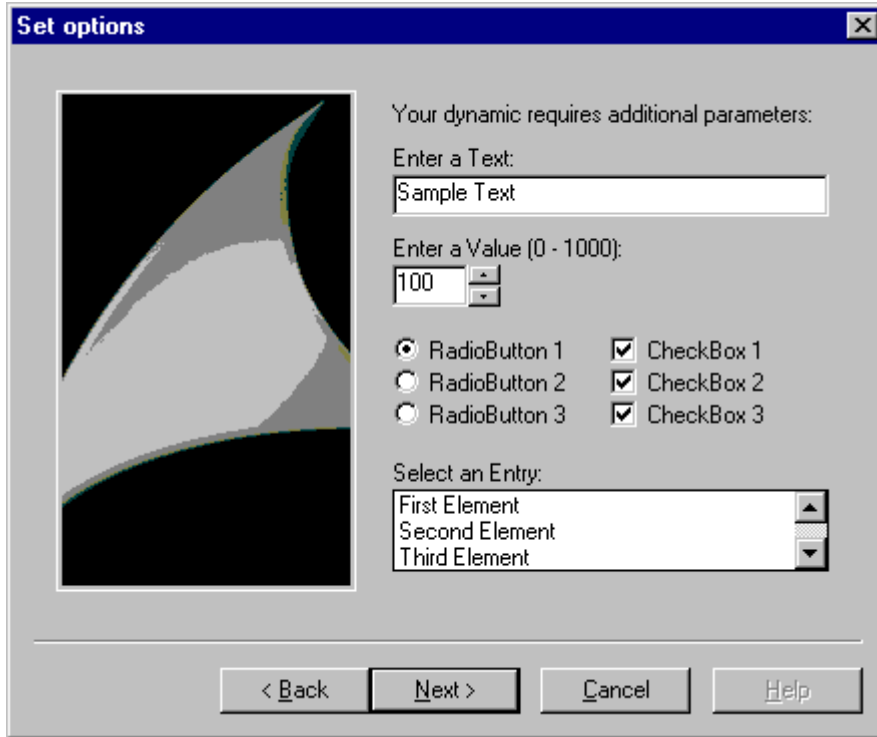 Set options
Your dynamic requires additional parameters:
Enter a Text:
Sample Text
Enter a Value (0 - 1000):
100
RadioButton 1 CheckBox 1
RadioButton 2 CheckBox 2
RadioButton 3 CheckBox 3
Select an Entry:
First Element
Second Element
Third Element
< Back Next > Cancel Help